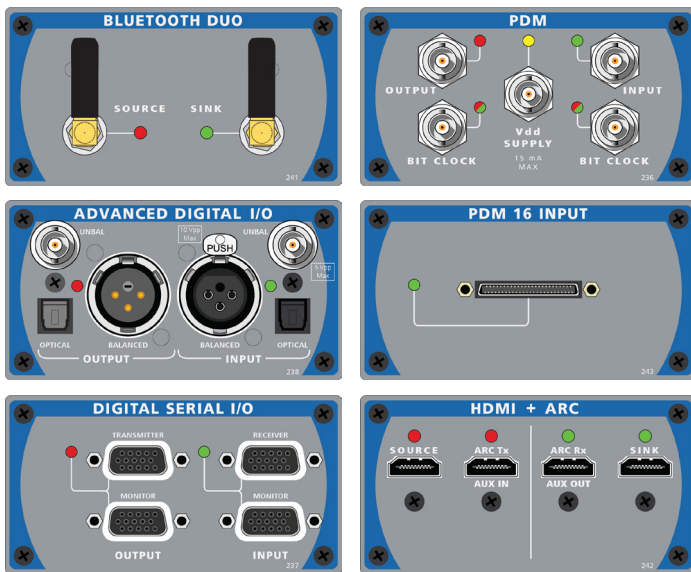 BLUETOOTH DUO
SOURCE SINK
241
PDM
OUTPUT INPUT
BIT CLOCK Vdd SUPPLY BIT CLOCK
15 mA
MAX
236
ADVANCED DIGITAL I/O
UNBAL 10 Vpp Max PUSH UNBAL
5 Vpp Max
OPTICAL BALANCED BALANCED OPTICAL
OUTPUT INPUT
238
PDM 16 INPUT
243
DIGITAL SERIAL I/O
TRANSMITTER RECEIVER
MONITOR MONITOR
OUTPUT INPUT
237
HDMI + ARC
SOURCE ARC Tx ARC Rx SINK
AUX IN AUX OUT
242